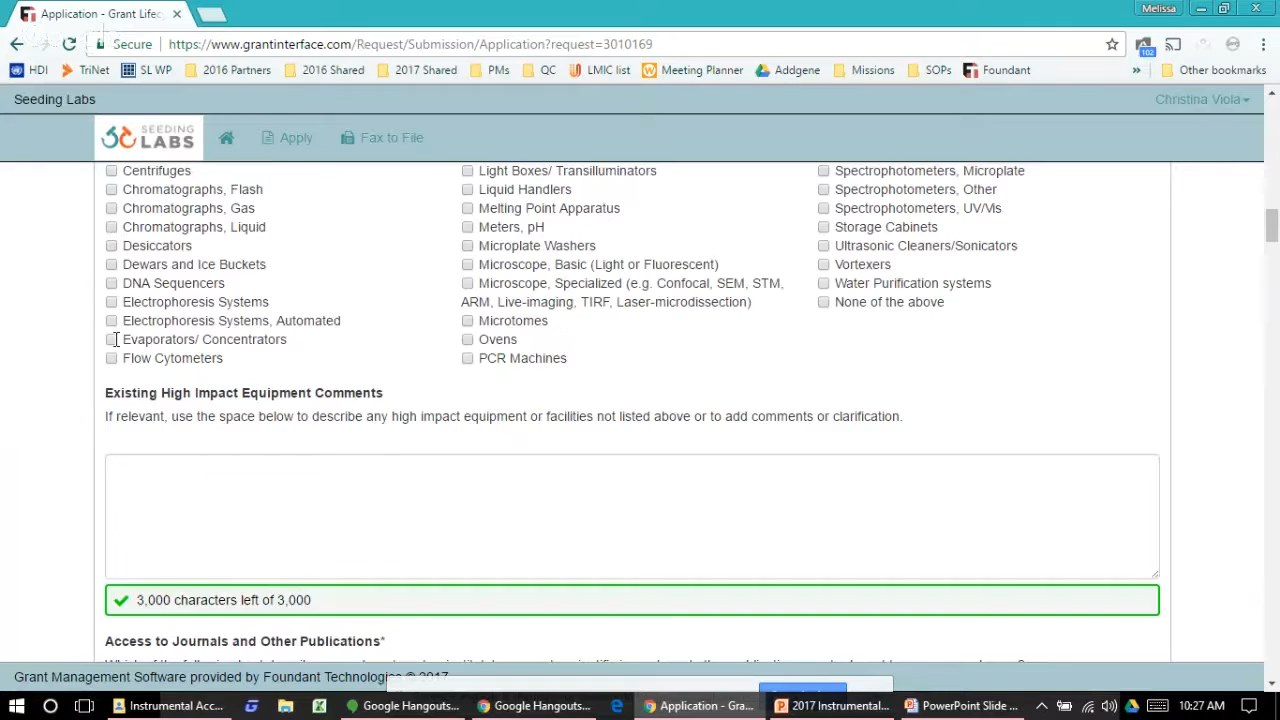 Application - Grant Lifec
Melissa
Secure
https://www.grantinterface.com/Request/Submission/Application?request=3010169
102
HDI
TriNet
SL WP
2016 Partners
2016 Shared
2017 Shared
PMs
QC
LMIC list
Meeting Planner
Addgene
Missions
SOPs
Foundant
»
Other bookmarks
Seeding Labs
Christina Viola
SEEDING LABS
Apply
Fax to File
Centrifuges
Chromatographs, Flash
Chromatographs, Gas
Chromatographs, Liquid
Desiccators
Dewars and Ice Buckets
DNA Sequencers
Electrophoresis Systems
Electrophoresis Systems, Automated
Evaporators/ Concentrators
Flow Cytometers
Light Boxes/ Transilluminators
Liquid Handlers
Melting Point Apparatus
Meters, pH
Microplate Washers
Microscope, Basic (Light or Fluorescent)
Microscope, Specialized (e.g. Confocal, SEM, STM,
ARM, Live-imaging, TIRF, Laser-microdissection)
Microtomes
Ovens
PCR Machines
Spectrophotometers, Microplate
Spectrophotometers, Other
Spectrophotometers, UV/Vis
Storage Cabinets
Ultrasonic Cleaners/Sonicators
Vortexers
Water Purification systems
None of the above
Existing High Impact Equipment Comments
If relevant, use the space below to describe any high impact equipment or facilities not listed above or to add comments or clarification.
3,000 characters left of 3,000
Access to Journals and Other Publications*
Grant Management Software provided by Foundant Technologies © 2017
Instrumental Acc...
Google Hangouts...
Google Hangouts...
Application - Gra...
2017 Instrumental...
PowerPoint Slide ...
10:27 AM